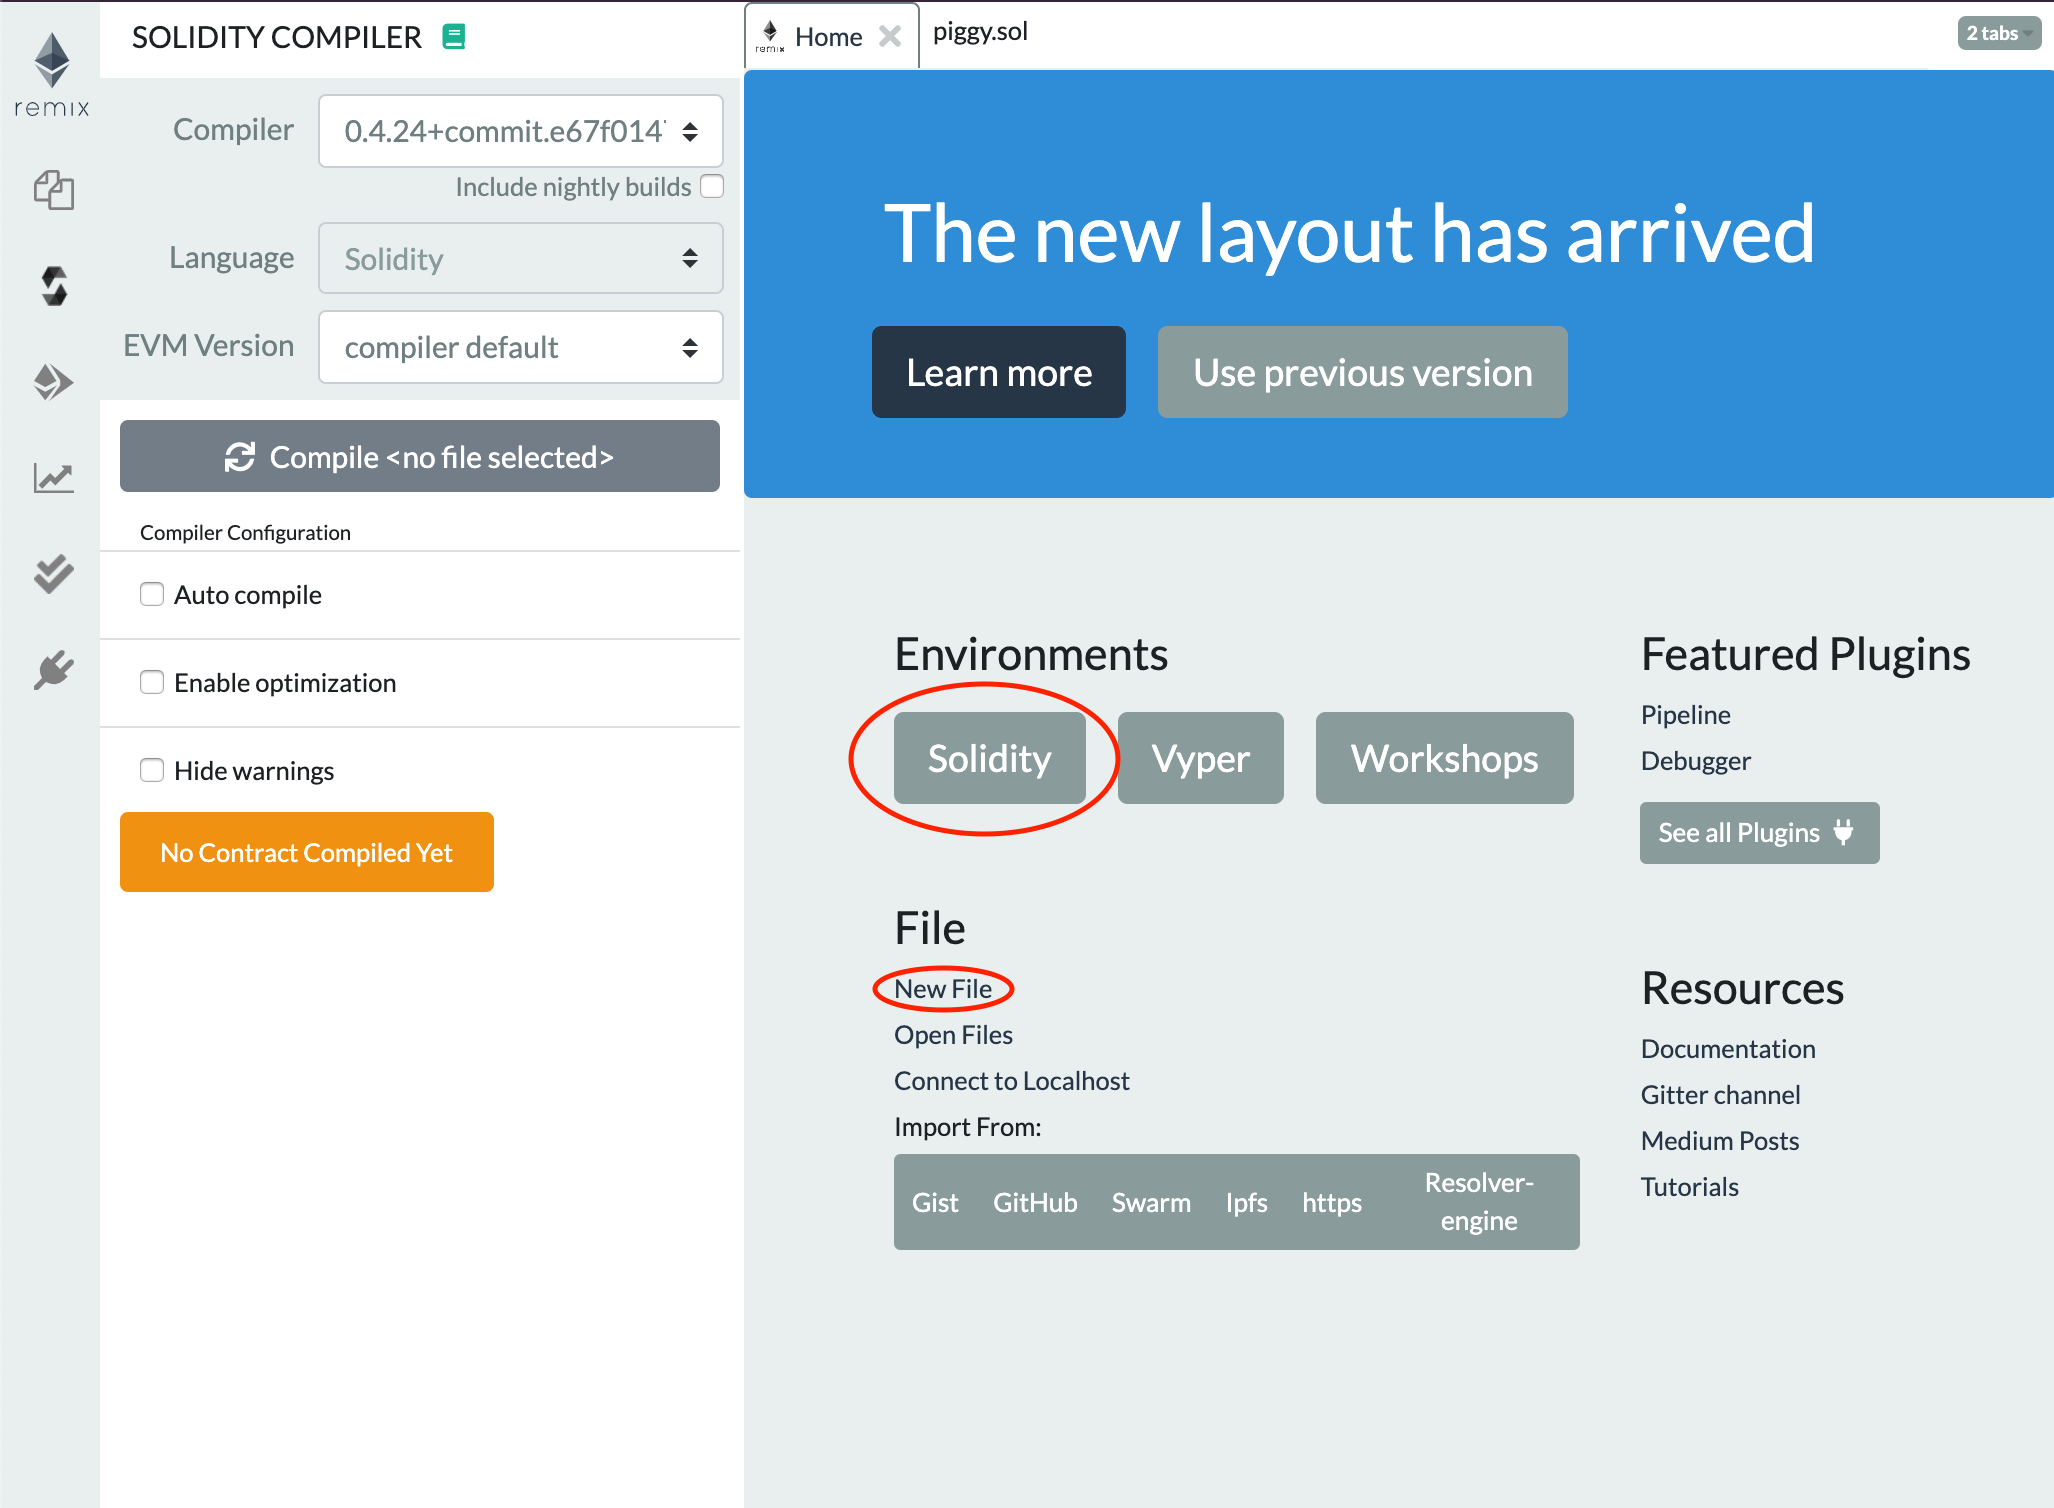 remix
SOLIDITY COMPILER
Compiler
0.4.24+commit.e67f014
Include nightly builds
Language
Solidity
EVM Version
compiler default
Compile <no file selected>
Compiler Configuration
Auto compile
Enable optimization
Hide warnings
No Contract Compiled Yet
remix
Home
piggy.sol
2 tabs
The new layout has arrived
Learn more
Use previous version
Environments
Solidity
Vyper
Workshops
File
New File
Open Files
Connect to Localhost
Import From:
Gist
GitHub
Swarm
Ipfs
https
Resolver-
engine
Featured Plugins
Pipeline
Debugger
See all Plugins
Resources
Documentation
Gitter channel
Medium Posts
Tutorials